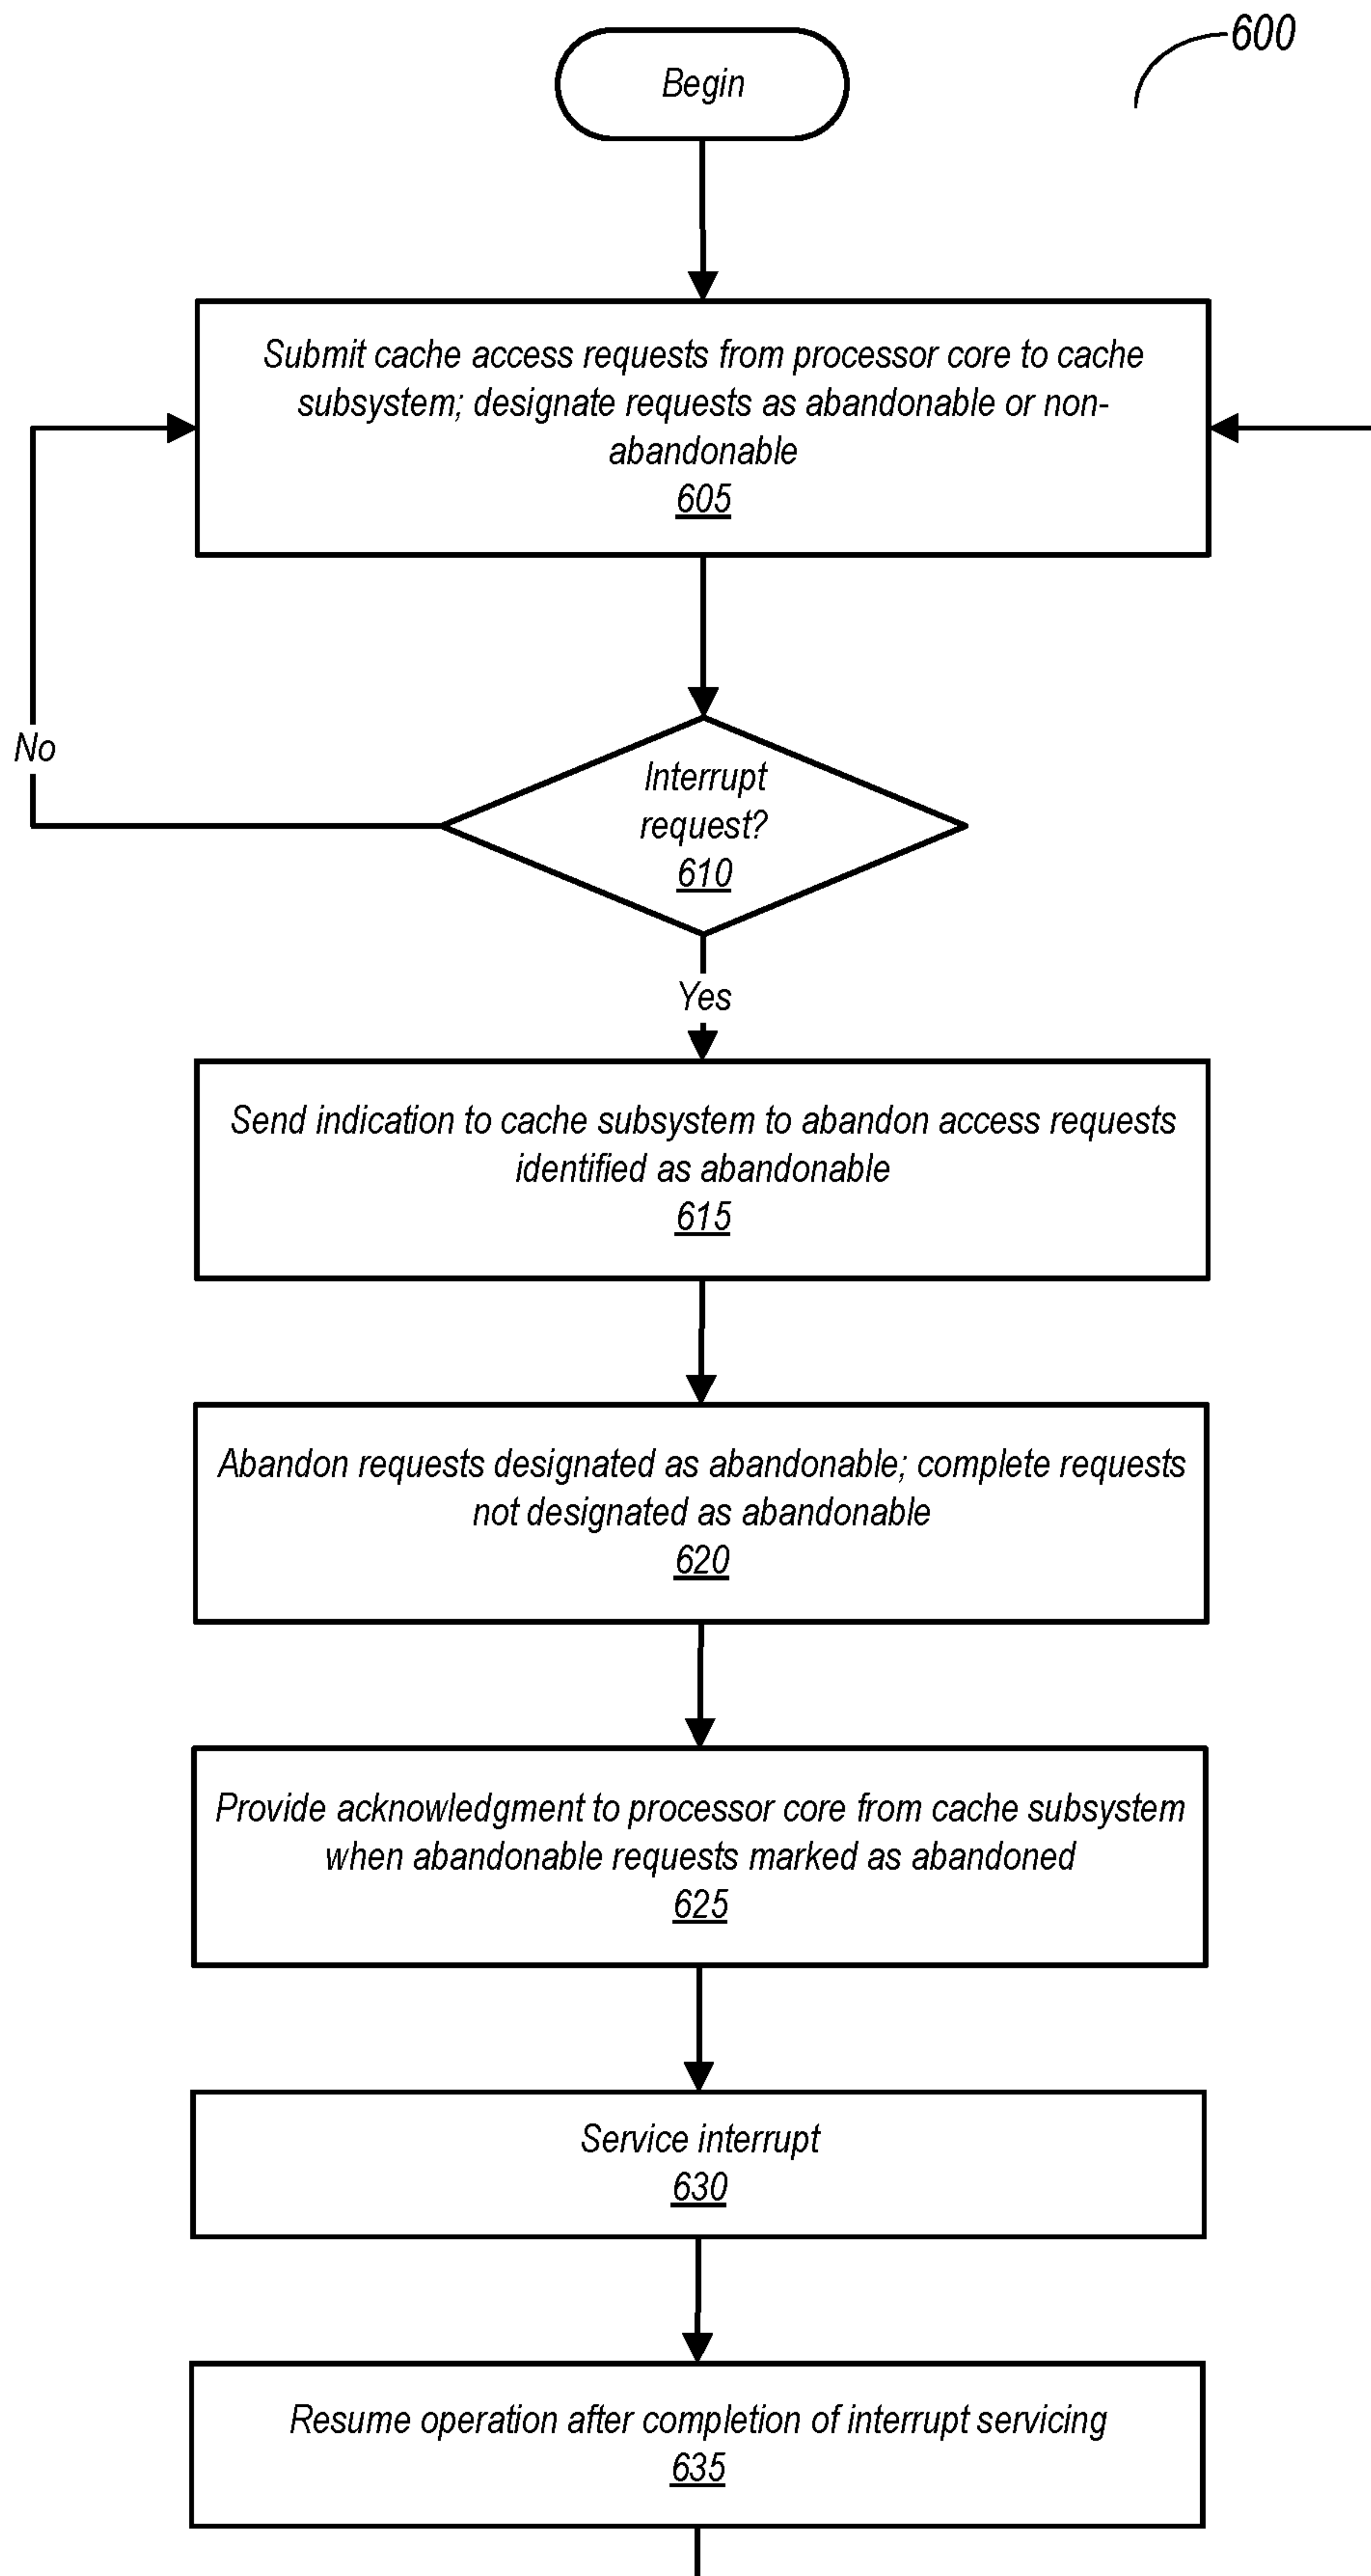 600
Begin
Submit cache access requests from processor core to cache
subsystem; designate requests as abandonable or non-
abandonable
605
No
Interrupt
request?
610
Yes
Send indication to cache subsystem to abandon access requests
identified as abandonable
615
Abandon requests designated as abandonable; complete requests
not designated as abandonable
620
Provide acknowledgment to processor core from cache subsystem
when abandonable requests marked as abandoned
625
Service interrupt
630
Resume operation after completion of interrupt servicing
635